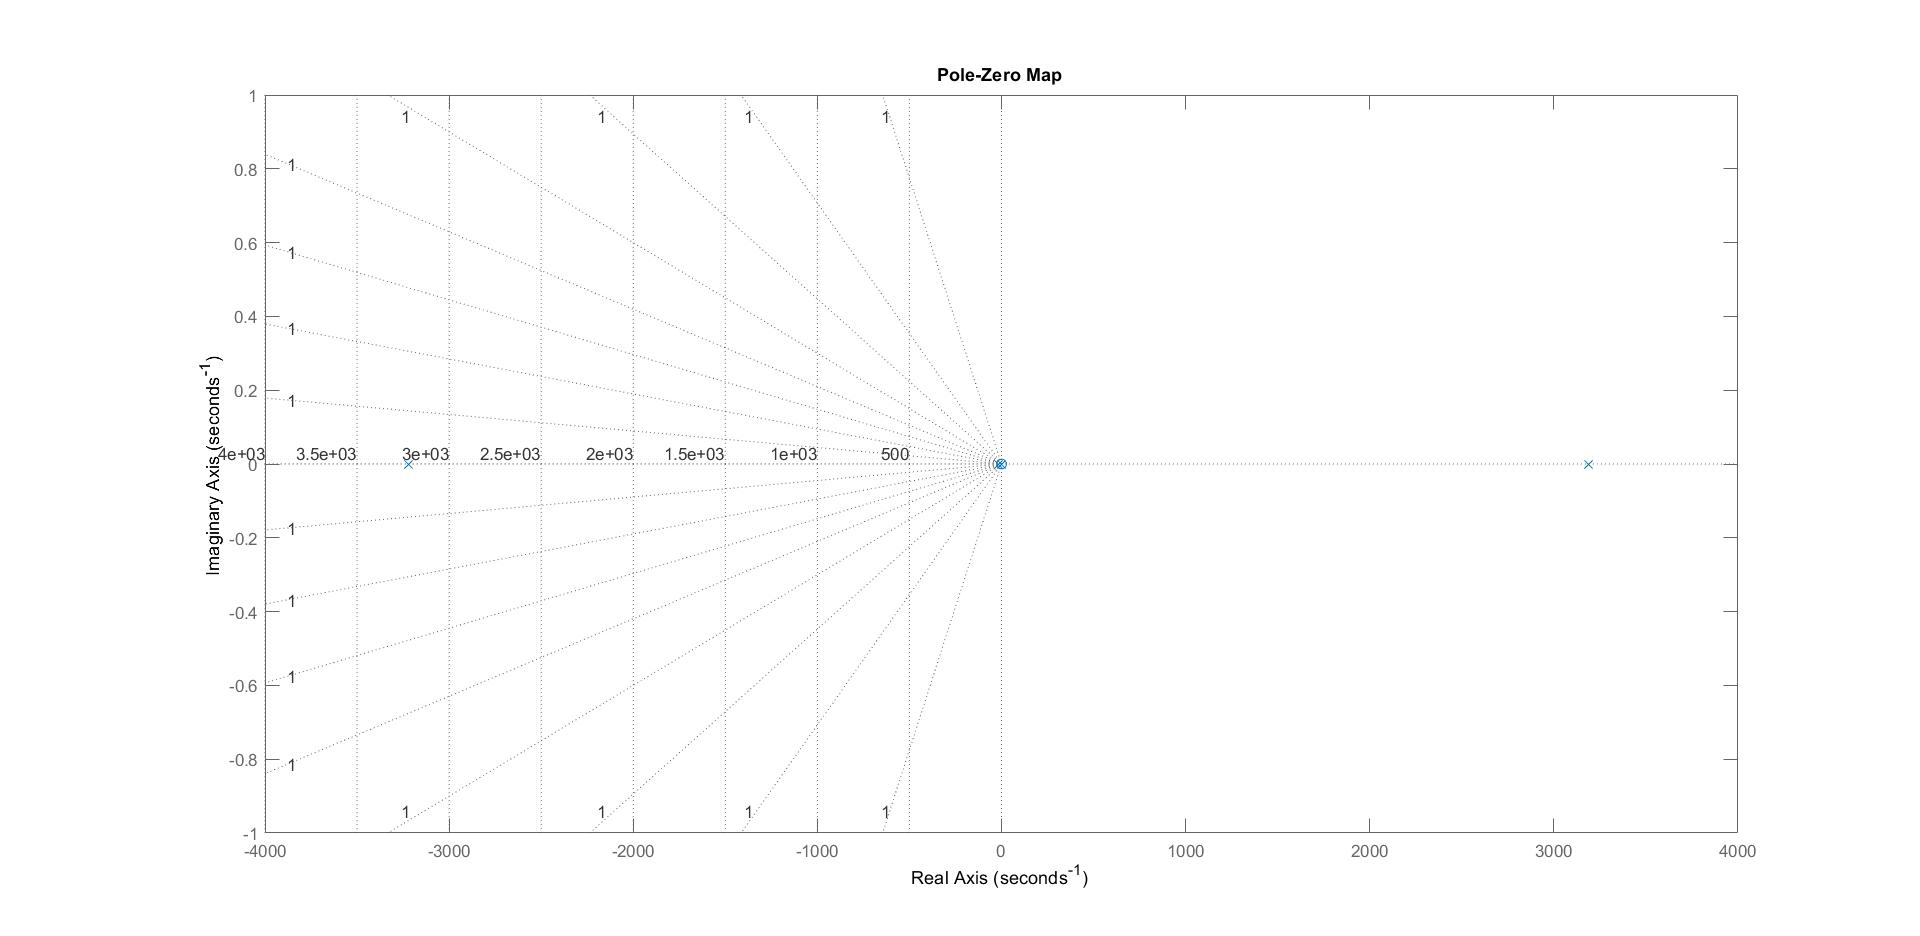 Pole-Zero Map
1
1 1 1 1
1
0.8
0.6
1
0.4
1
0.2
1
4e+03 3.5e+03 3e+03 2.5e+03 2e+03 1.5e+03 1e+03 500
0
1
-0.2
1
-0.4
1
-0.6
1
-0.8
1 1 1 1
-1
-4000 -3000 -2000 -1000 0 1000 2000 3000 4000
Real Axis (seconds-1)
Imaginary Axis (seconds-1)